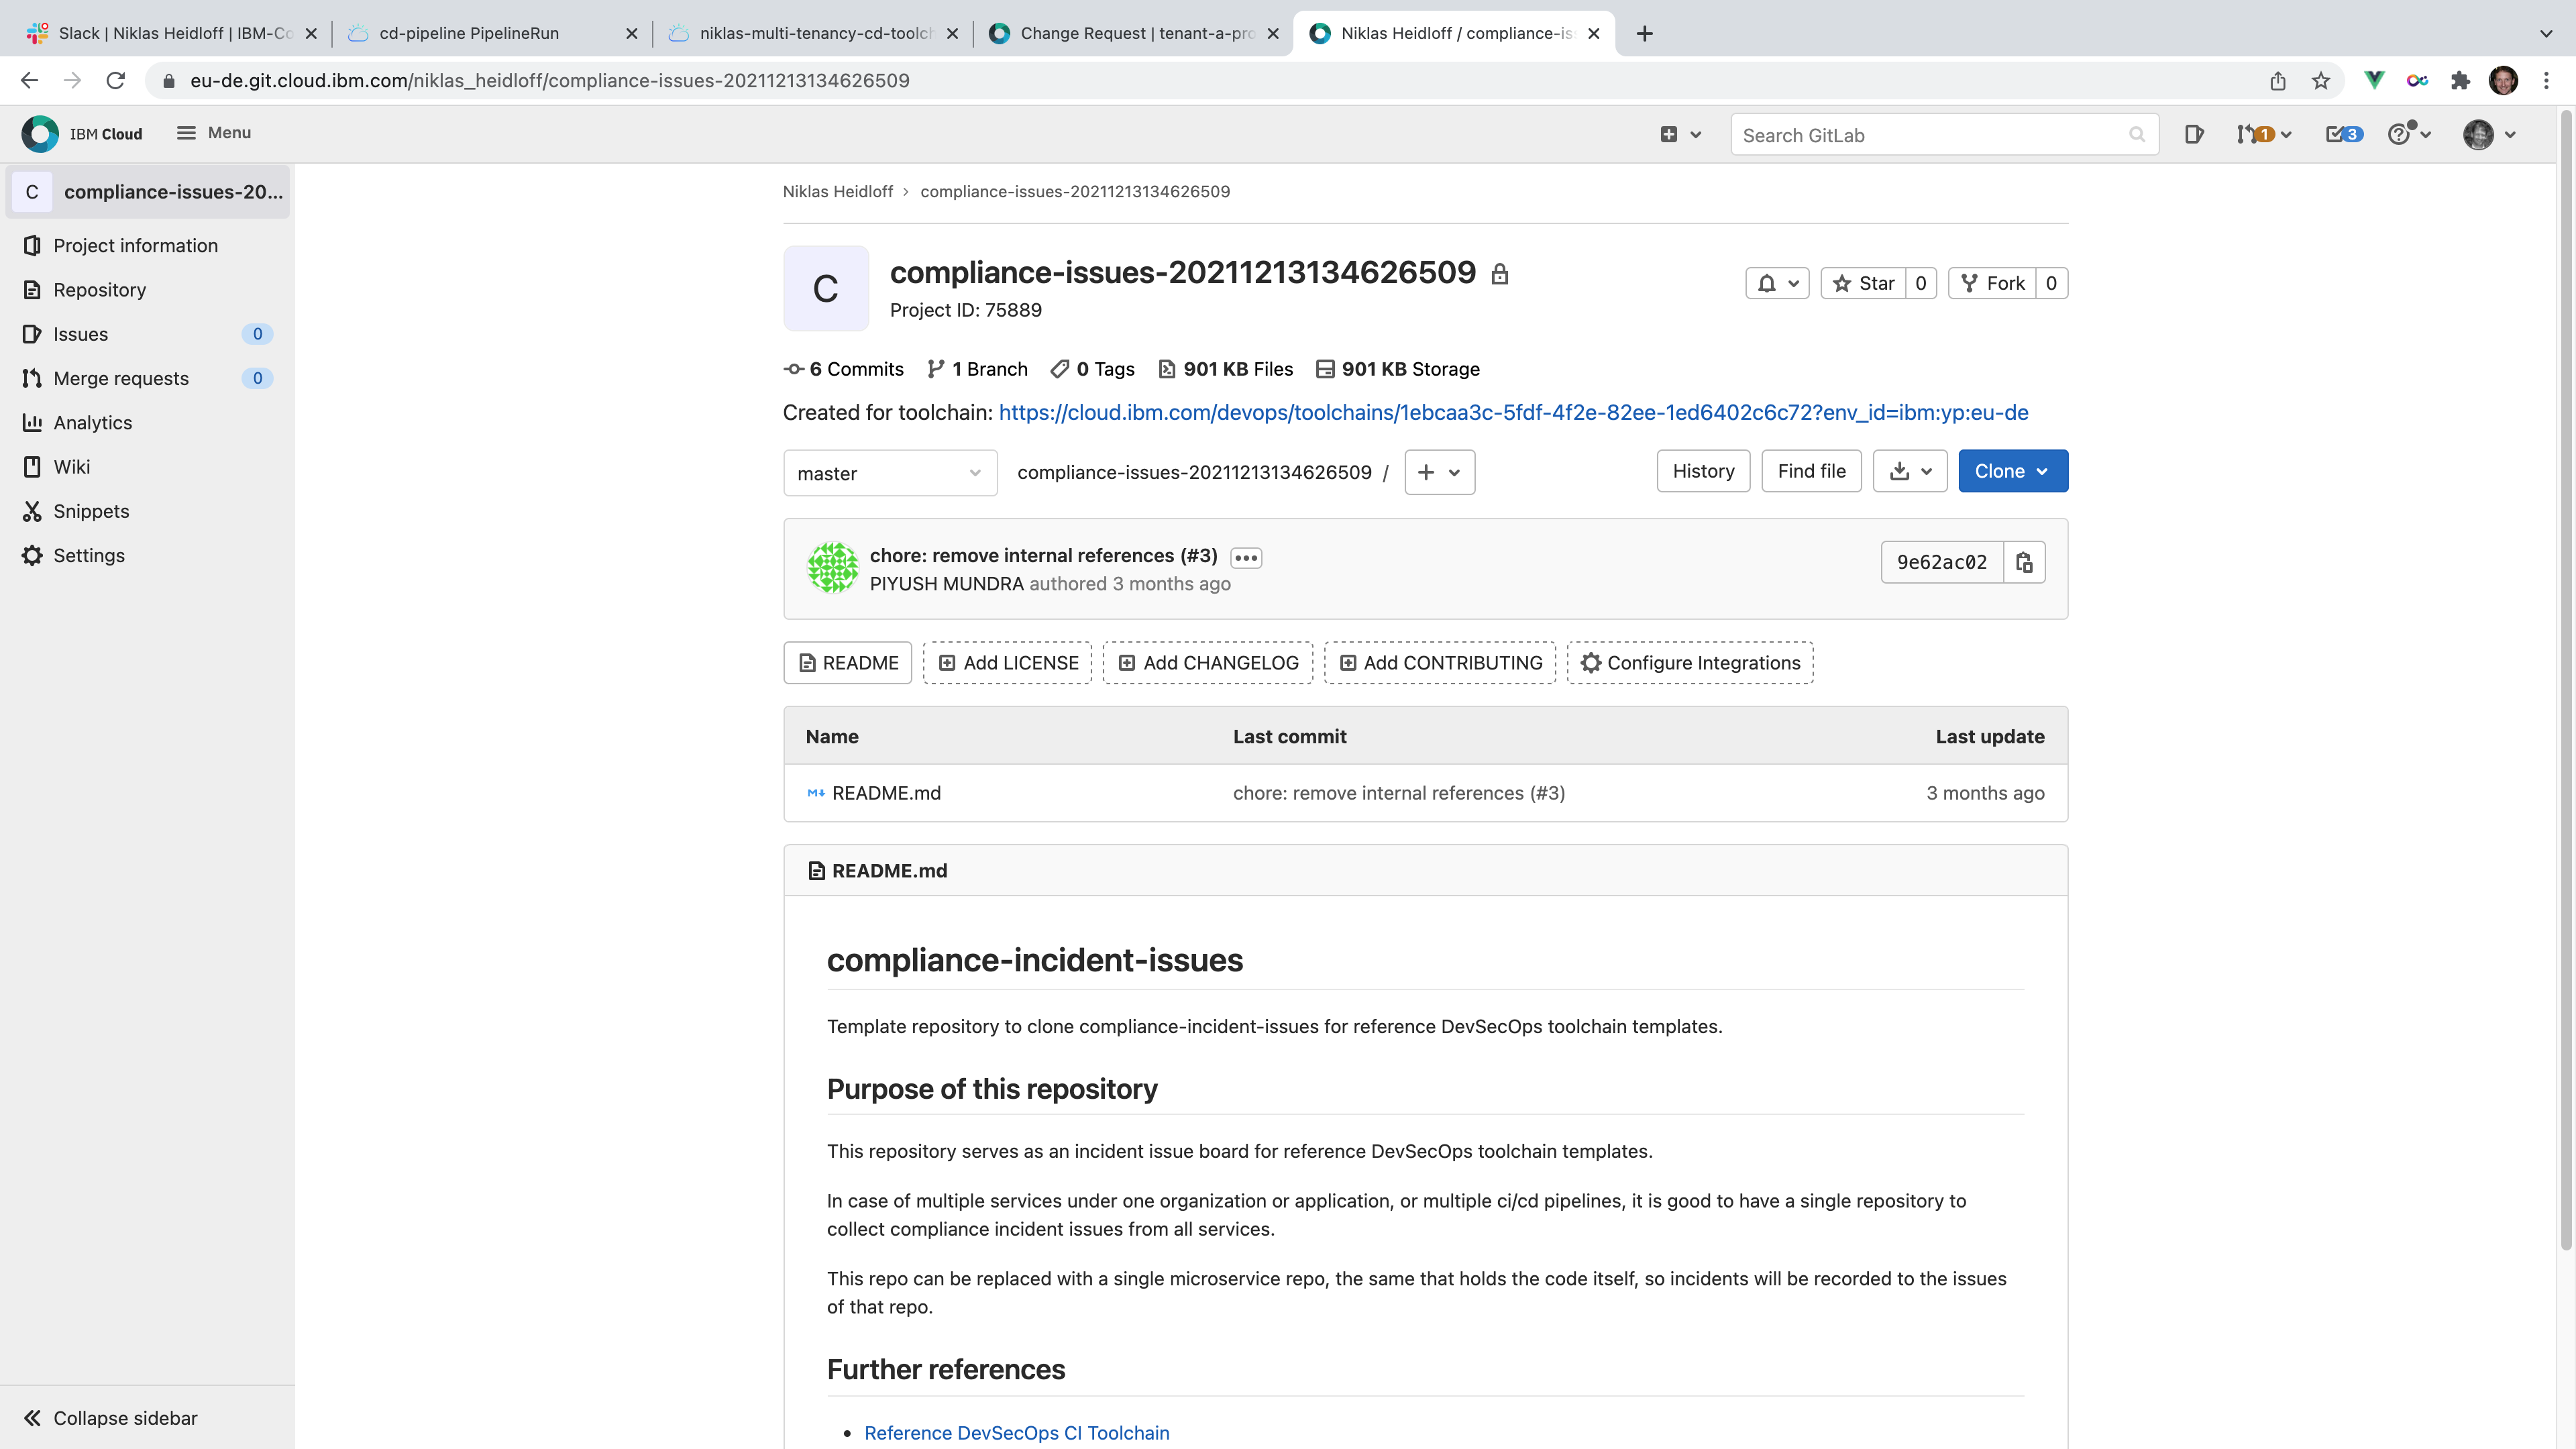 Slack | Niklas Heidloff | IBM-Co
cd-pipeline PipelineRun
niklas-multi-tenancy-cd-toolch
Change Request | tenant-a-pro
Niklas Heidloff / compliance-is
eu-de.git.cloud.ibm.com/niklas_heidloff/compliance-issues-20211213134626509
IBM Cloud
Menu
Search GitLab
1
3
C
compliance-issues-20...
Project information
Repository
Issues 0
Merge requests 0
Analytics
Wiki
Snippets
Settings
Collapse sidebar
Niklas Heidloff > compliance-issues-20211213134626509
C
compliance-issues-20211213134626509
Project ID: 75889
Star 0
Fork 0
6 Commits 1 Branch 0 Tags 901 KB Files 901 KB Storage
Created for toolchain: https://cloud.ibm.com/devops/toolchains/1ebcaa3c-5fdf-4f2e-82ee-1ed6402c6c72?env_id=ibm:yp:eu-de
master
compliance-issues-20211213134626509 /
History
Find file
Clone
chore: remove internal references (#3)
PIYUSH MUNDRA authored 3 months ago
9e62ac02
README
Add LICENSE
Add CHANGELOG
Add CONTRIBUTING
Configure Integrations
Name Last commit Last update
README.md chore: remove internal references (#3) 3 months ago
README.md
compliance-incident-issues
Template repository to clone compliance-incident-issues for reference DevSecOps toolchain templates.
Purpose of this repository
This repository serves as an incident issue board for reference DevSecOps toolchain templates.
In case of multiple services under one organization or application, or multiple ci/cd pipelines, it is good to have a single repository to
collect compliance incident issues from all services.
This repo can be replaced with a single microservice repo, the same that holds the code itself, so incidents will be recorded to the issues
of that repo.
Further references
• Reference DevSecOps CI Toolchain